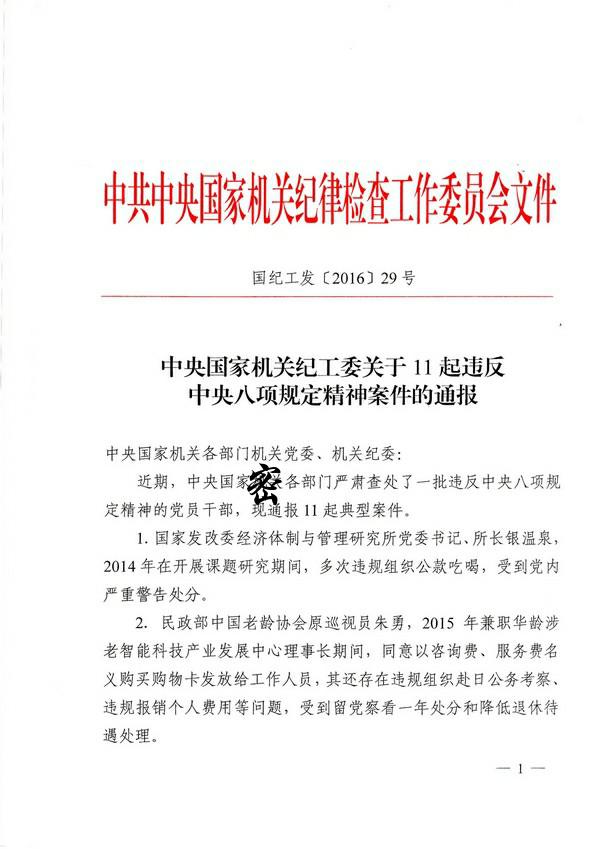 中共中央国家机关纪律检查工作委员会文件
国纪工发〔2016〕29 号
中央国家机关纪工委关于 11 起违反
中央八项规定精神案件的通报
中央国家机关各部门机关党委、机关纪委：
近期，中央国家 各部门严肃查处了一批违反中央八项规
密
定精神的党员干部，现通报 11 起典型案件。
1. 国家发改委经济体制与管理研究所党委书记、所长银温泉，
2014 年在开展课题研究期间，多次违规组织公款吃喝，受到党内
严重警告处分。
2. 民政部中国老龄协会原巡视员朱勇，2015 年兼职华龄涉
老智能科技产业发展中心理事长期间，同意以咨询费、服务费名
义购买购物卡发放给工作人员，其还存在违规组织赴日公务考察、
违规报销个人费用等问题，受到留党察看一年处分和降低退休待
遇处理。
— 1 —